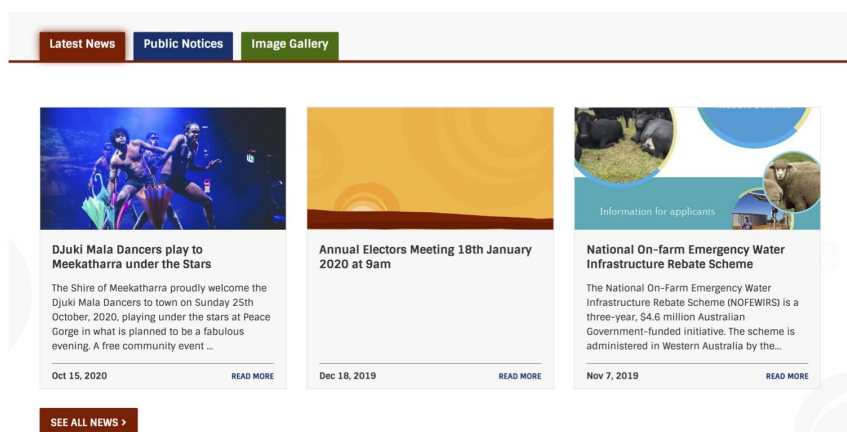 Latest News
Public Notices
Image Gallery
DJuki Mala Dancers play to
Meekatharra under the Stars
The Shire of Meekatharra proudly welcome the
Djuki Mala Dancers to town on Sunday 25th
October, 2020, playing under the stars at Peace
Gorge in what is planned to be a fabulous
evening. A free community event ...
Oct 15, 2020
READ MORE
Annual Electors Meeting 18th January
2020 at 9am
Dec 18, 2019
READ MORE
Information for applicants
National On-farm Emergency Water
Infrastructure Rebate Scheme
The National On-Farm Emergency Water
Infrastructure Rebate Scheme (NOFEWIRS) is a
three-year, $4.6 million Australian
Government-funded initiative. The scheme is
administered in Western Australia by the...
Nov 7, 2019
READ MORE
SEE ALL NEWS >